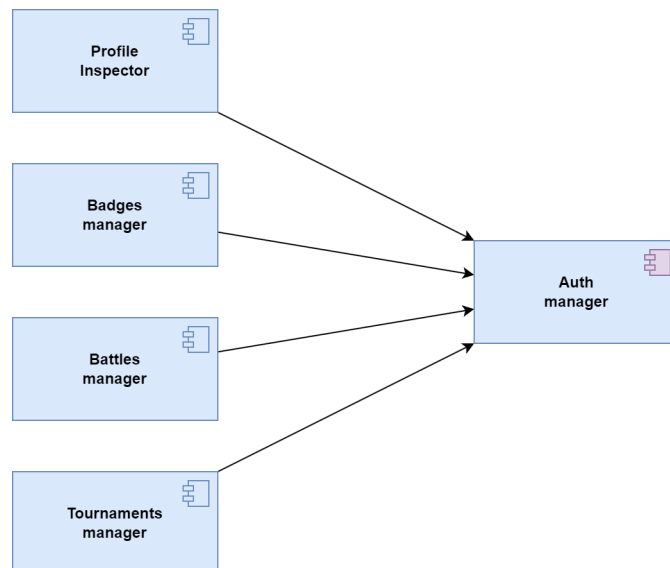 Profile
Inspector
Badges
manager
Auth
manager
Battles
manager
Tournaments
manager